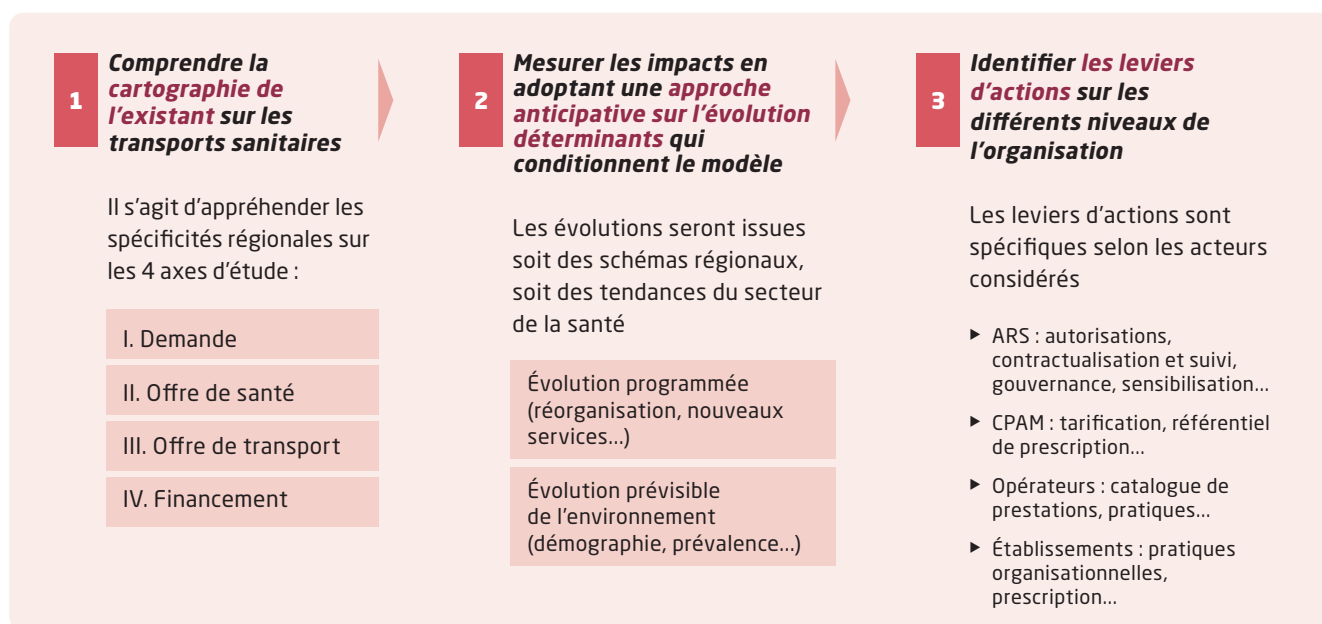 1
Comprendre la
cartographie de
l'existant sur les
transports sanitaires
Il s'agit d'appréhender les
spécificités régionales sur
les 4 axes d'étude :
I. Demande
II. Offre de santé
III. Offre de transport
IV. Financement
2
Mesurer les impacts en
adoptant une approche
anticipative sur l'évolution
déterminants qui
conditionnent le modèle
Les évolutions seront issues
soit des schémas régionaux,
soit des tendances du secteur
de la santé
Évolution programmée
(réorganisation, nouveaux
services...)
Évolution prévisible
de l'environnement
(démographie, prévalence...)
3
Identifier les leviers
d'actions sur les
différents niveaux de
l'organisation
Les leviers d'actions sont
spécifiques selon les acteurs
considérés
▶ ARS : autorisations,
contractualisation et suivi,
gouvernance, sensibilisation...
▶ CPAM : tarification, référentiel
de prescription...
▶ Opérateurs : catalogue de
prestations, pratiques...
▶ Établissements : pratiques
organisationnelles,
prescription...